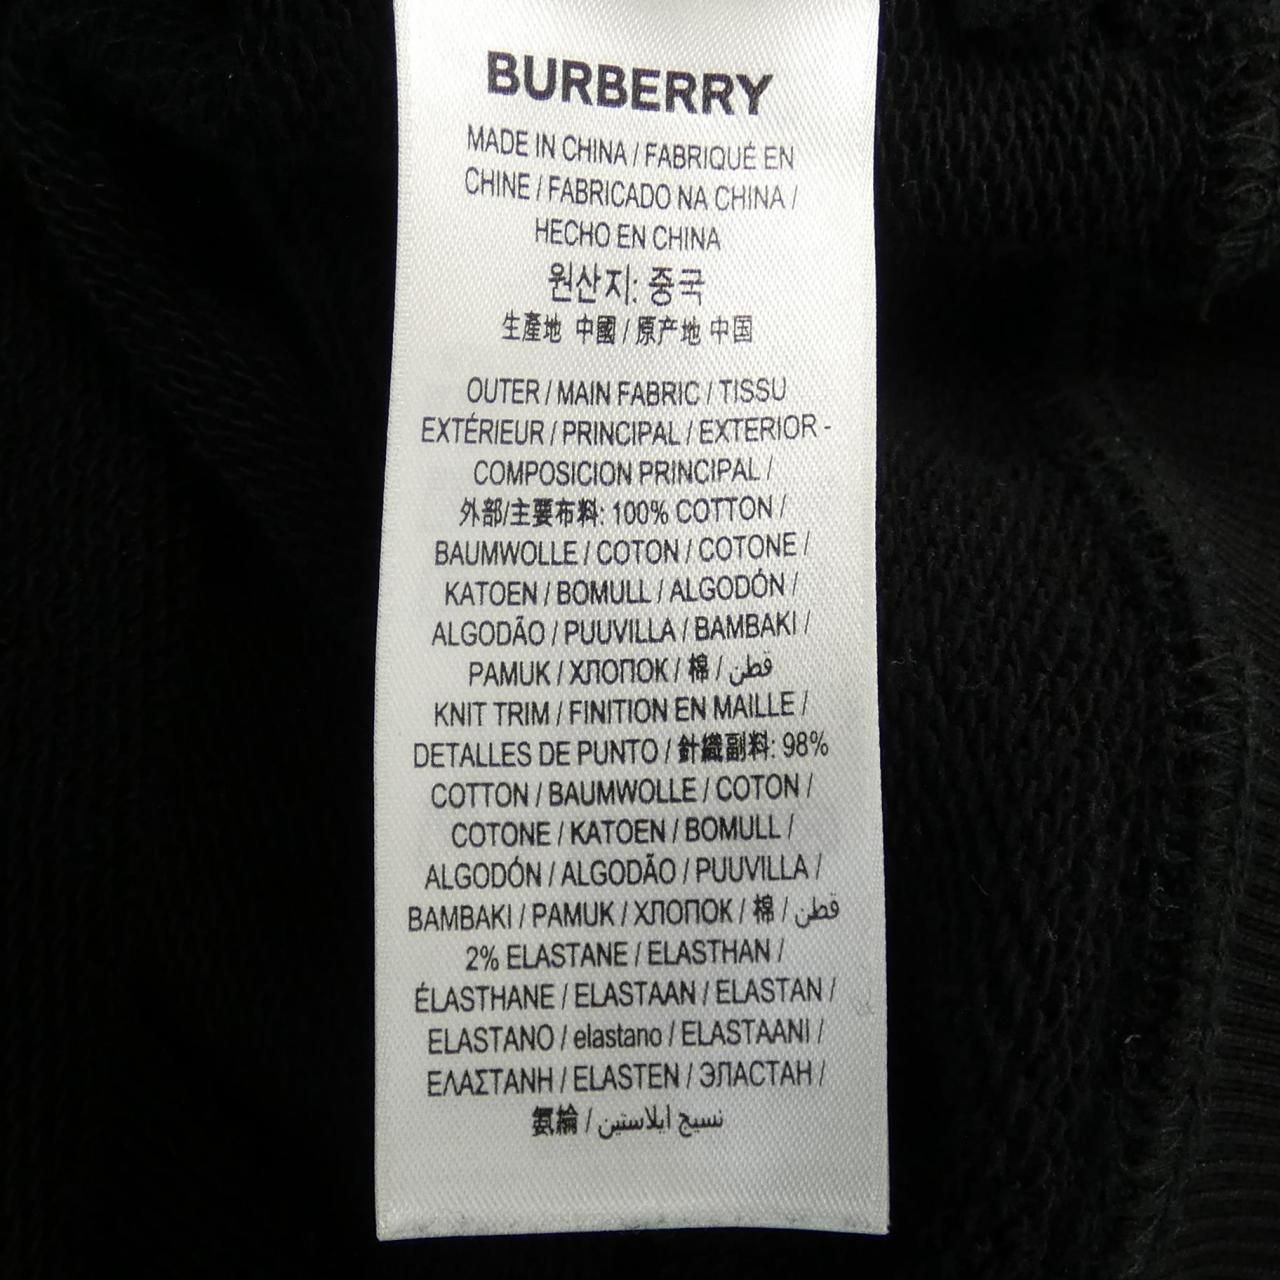 BURBERRY
MADE IN CHINA / FABRIQUÉ EN
CHINE / FABRICADO NA CHINA /
HECHO EN CHINA
원산지: 중국
生產地 中國 / 原产地 中国
OUTER / MAIN FABRIC / TISSU
EXTÉRIEUR / PRINCIPAL / EXTERIOR -
COMPOSICION PRINCIPAL /
外部/主要布料: 100% COTTON /
BAUMWOLLE / COTON / COTONE /
KATOEN / BOMULL / ALGODÓN /
ALGODÃO / PUUVILLA / BAMBAKI /
PAMUK / ХЛОПОК / 棉 / قطن
KNIT TRIM / FINITION EN MAILLE /
DETALLES DE PUNTO / 針織副料: 98%
COTTON / BAUMWOLLE / COTON /
COTONE / KATOEN / BOMULL /
ALGODÓN / ALGODÃO / PUUVILLA /
BAMBAKI / PAMUK / ХЛОПОК / 棉 / قطن
2% ELASTANE / ELASTHAN /
ÉLASTHANE / ELASTAAN / ELASTAN /
ELASTANO / elastano / ELASTAANI /
ΕΛΑΣΤΑΝΗ / ELASTEN / ЭЛАСТАН /
氨綸 / نسيج ايلاستين